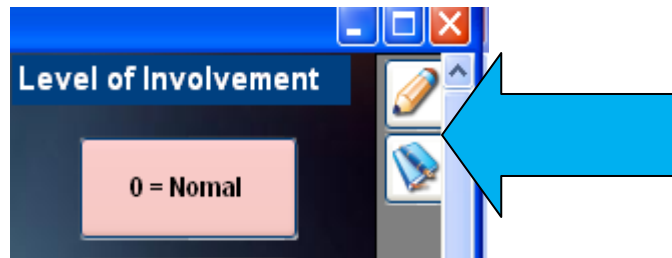 Level of Involvement
0 = Nomal